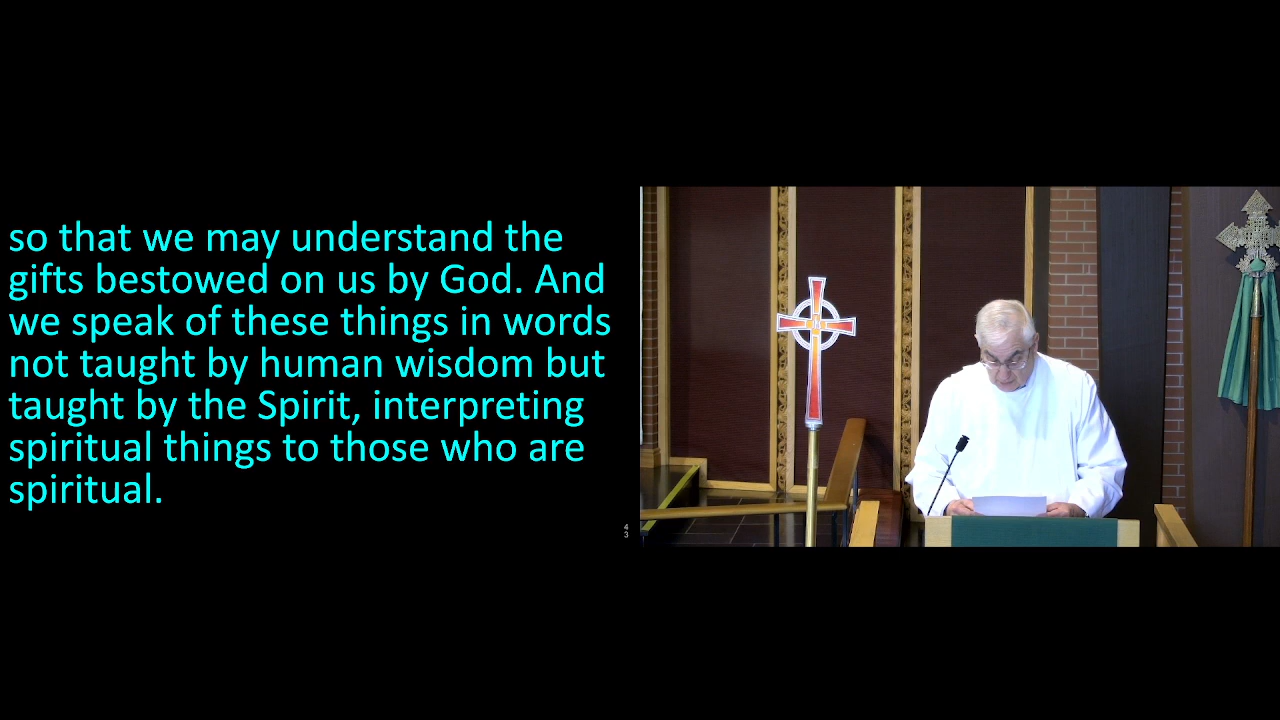 so that we may understand the
gifts bestowed on us by God. And
we speak of these things in words
not taught by human wisdom but
taught by the Spirit, interpreting
spiritual things to those who are
spiritual.
4
3